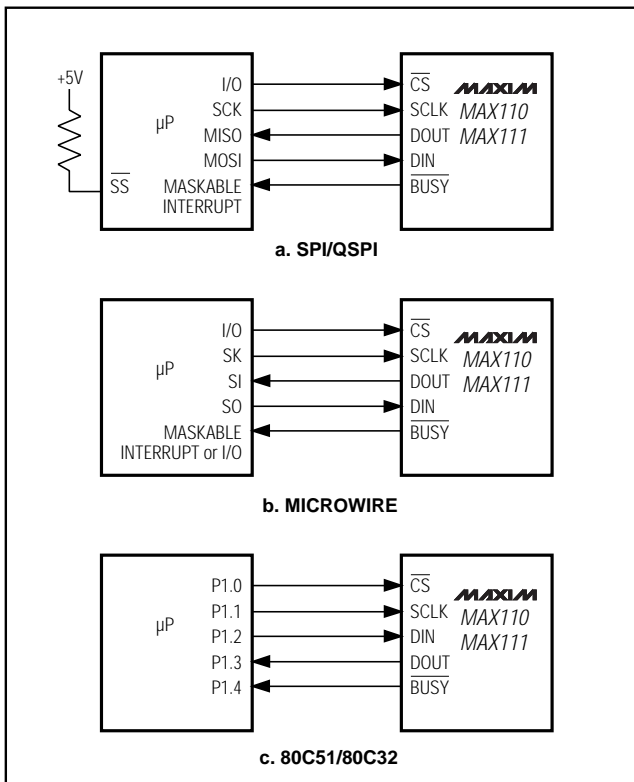 +5V
µP
SS
I/O
SCK
MISO
MOSI
MASKABLE
INTERRUPT
CS
SCLK
DOUT
DIN
BUSY
MAXIM
MAX110
MAX111
a. SPI/QSPI
µP
I/O
SK
SI
SO
MASKABLE
INTERRUPT or I/O
CS
SCLK
DOUT
DIN
BUSY
MAXIM
MAX110
MAX111
b. MICROWIRE
µP
P1.0
P1.1
P1.2
P1.3
P1.4
CS
SCLK
DIN
DOUT
BUSY
MAXIM
MAX110
MAX111
c. 80C51/80C32